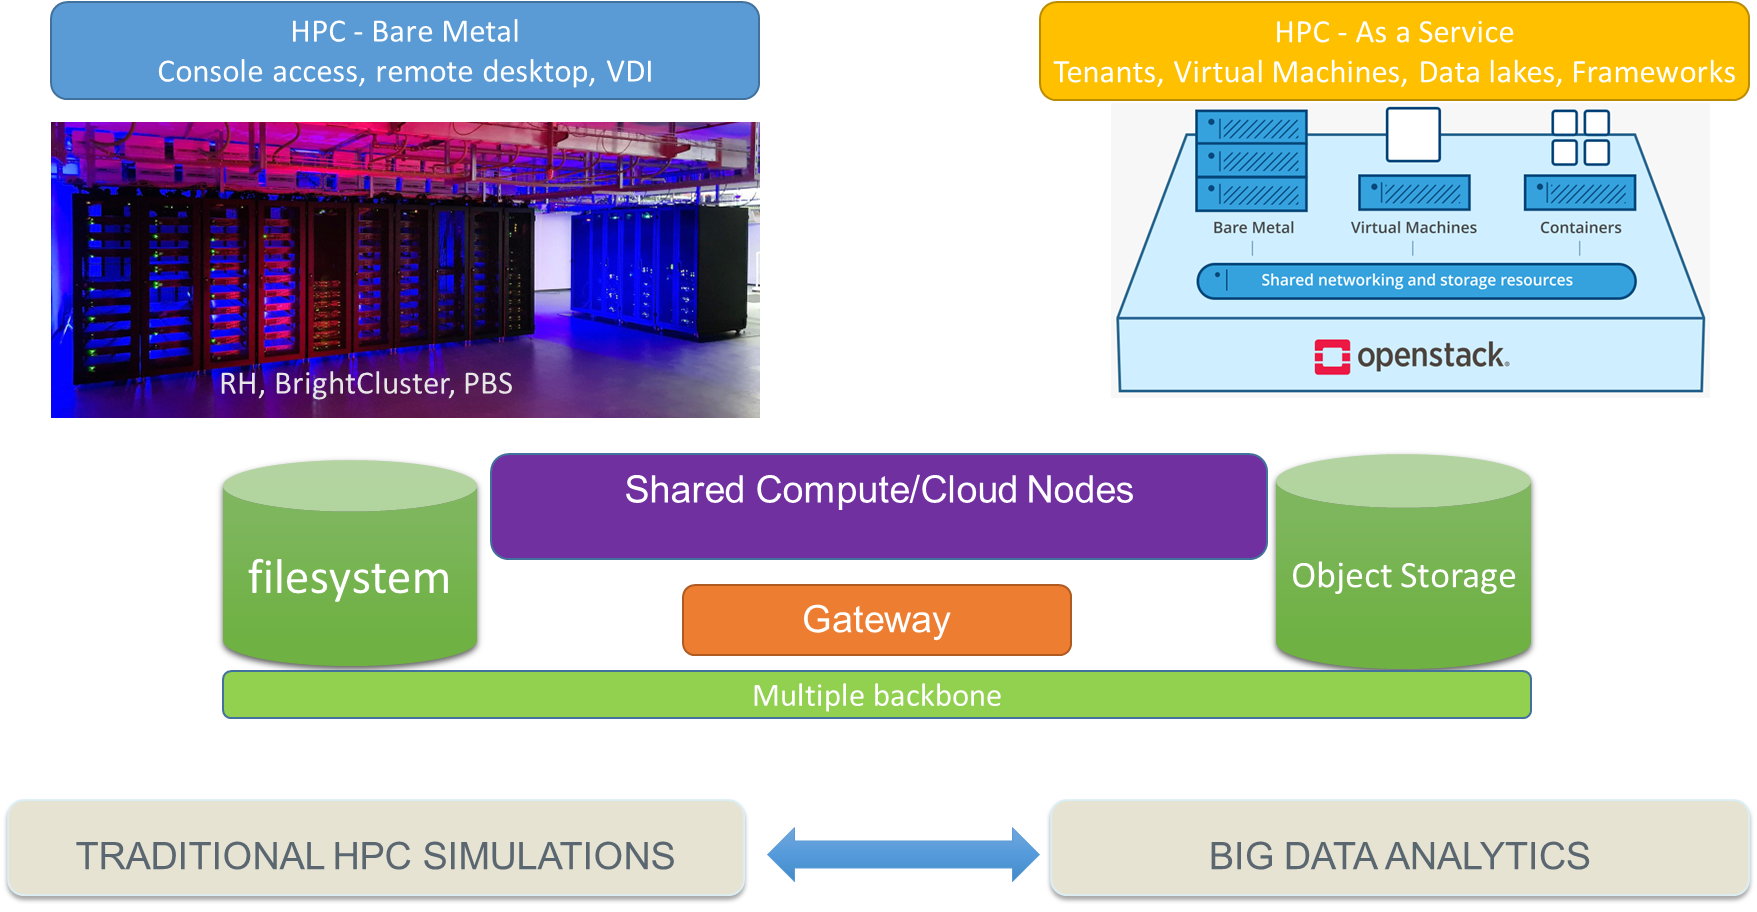 HPC - Bare Metal
Console access, remote desktop, VDI
HPC - As a Service
Tenants, Virtual Machines, Data lakes, Frameworks
RH, BrightCluster, PBS
Bare Metal
Virtual Machines
Containers
Shared networking and storage resources
openstack.
filesystem
Shared Compute/Cloud Nodes
Object Storage
Gateway
Multiple backbone
TRADITIONAL HPC SIMULATIONS
BIG DATA ANALYTICS